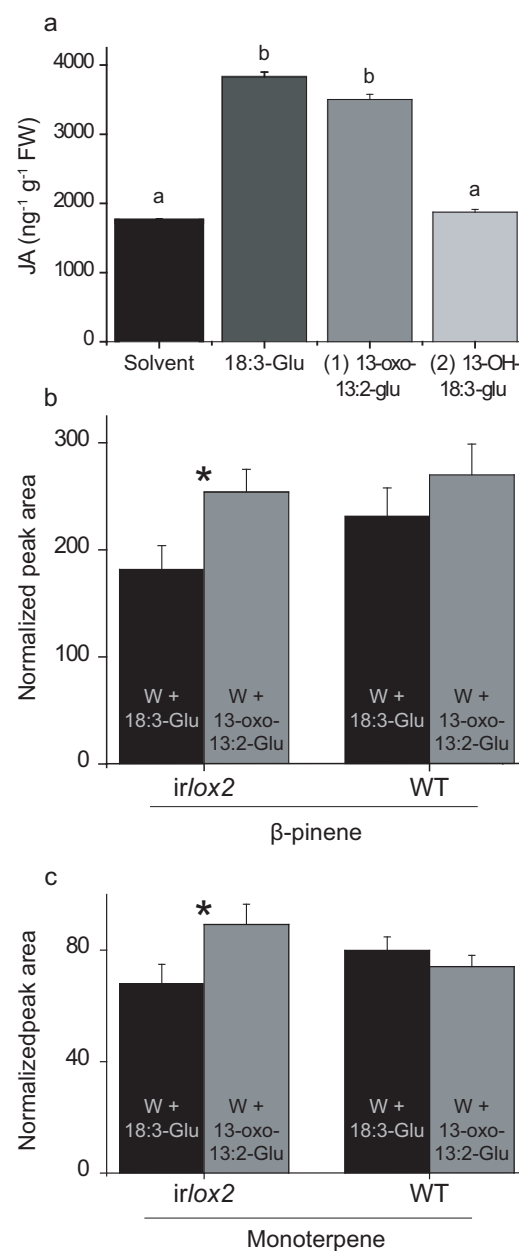 a
JA (ng⁻¹ g⁻¹ FW)
4000
3000
2000
1000
0
a
b
b
a
Solvent
18:3-Glu
(1) 13-oxo-
13:2-glu
(2) 13-OH-
18:3-glu
b
Normalized peak area
300
200
100
0
*
W +
18:3-Glu
W +
13-oxo-
13:2-Glu
W +
18:3-Glu
W +
13-oxo-
13:2-Glu
irlox2
WT
β-pinene
c
Normalizedpeak area
80
40
0
*
W +
18:3-Glu
W +
13-oxo-
13:2-Glu
W +
18:3-Glu
W +
13-oxo-
13:2-Glu
irlox2
WT
Monoterpene